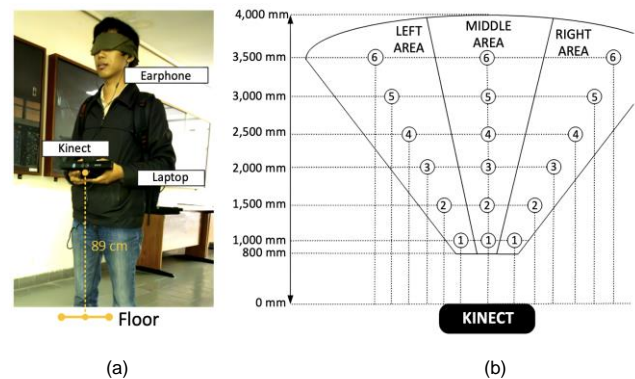 Earphone
Kinect
Laptop
89 cm
Floor
(a)
4,000 mm
3,500 mm
3,000 mm
2,500 mm
2,000 mm
1,500 mm
1,000 mm
800 mm
0 mm
LEFT AREA
MIDDLE AREA
RIGHT AREA
6 6 6
5 5 5
4 4 4
3 3 3
2 2 2
1 1 1
KINECT
(b)